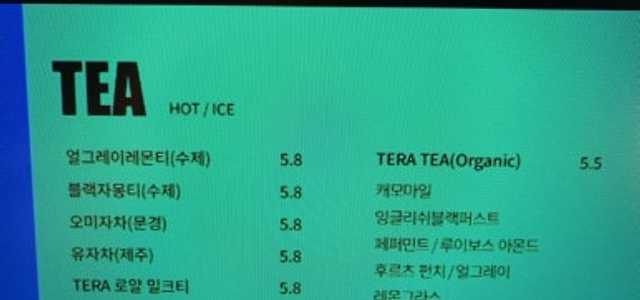 TEA HOT / ICE
얼그레이레몬티(수제) 5.8
블랙자몽티(수제) 5.8
오미자차(문경) 5.8
유자차(제주) 5.8
TERA 로얄 밀크티 5.8
TERA TEA(Organic) 5.5
캐모마일
잉글리쉬블랙퍼스트
페퍼민트 / 루이보스 아몬드
후르츠 펀치 / 얼그레이
레몬그라스